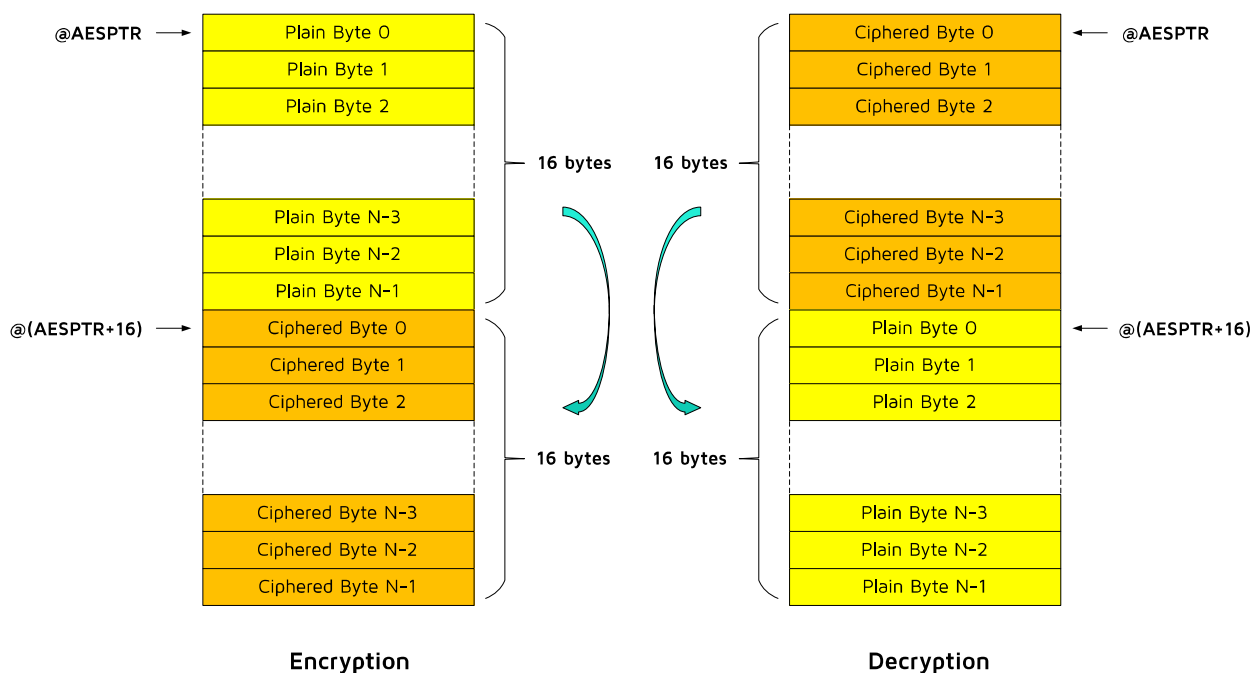 @AESPTR
Plain Byte 0
Plain Byte 1
Plain Byte 2
16 bytes
Plain Byte N-3
Plain Byte N-2
Plain Byte N-1
@(AESPTR+16)
Ciphered Byte 0
Ciphered Byte 1
Ciphered Byte 2
16 bytes
Ciphered Byte N-3
Ciphered Byte N-2
Ciphered Byte N-1
Encryption
Ciphered Byte 0
@AESPTR
Ciphered Byte 1
Ciphered Byte 2
16 bytes
Ciphered Byte N-3
Ciphered Byte N-2
Ciphered Byte N-1
Plain Byte 0
@(AESPTR+16)
Plain Byte 1
Plain Byte 2
16 bytes
Plain Byte N-3
Plain Byte N-2
Plain Byte N-1
Decryption